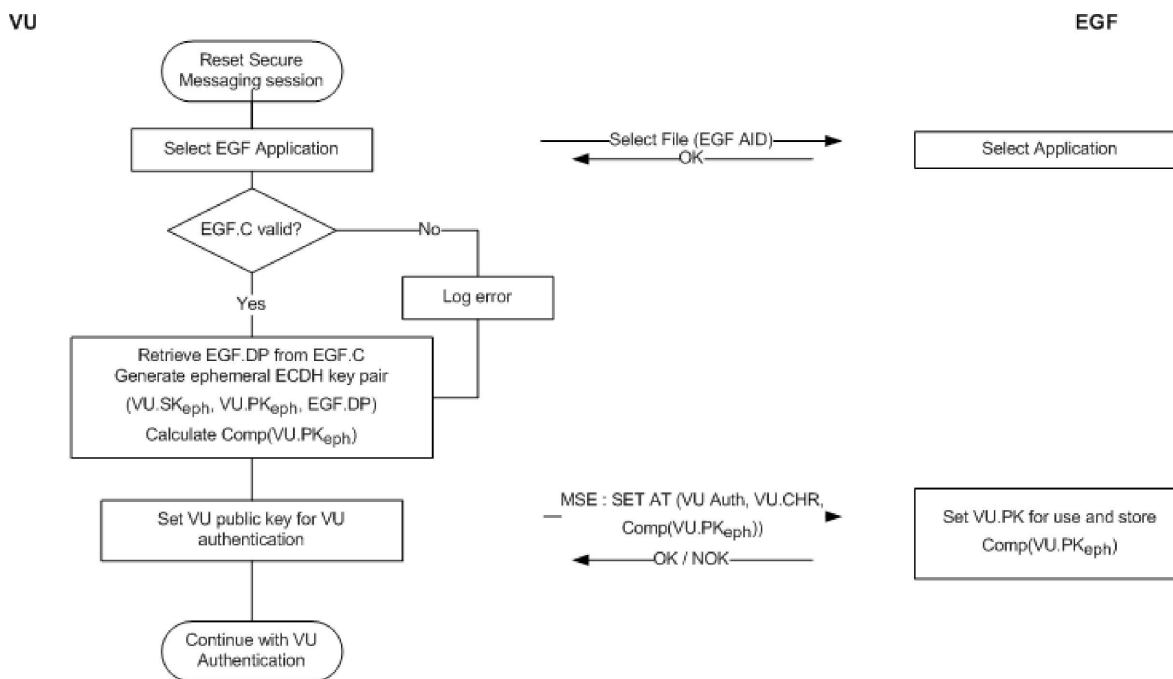 VU
EGF
Reset Secure
Messaging session
Select EGF Application
Select File (EGF AID)
OK
Select Application
EGF.C valid?
No
Log error
Yes
Retrieve EGF.DP from EGF.C
Generate ephemeral ECDH key pair
(VU.SKeph, VU.PKeph, EGF.DP)
Calculate Comp(VU.PKeph)
Set VU public key for VU
authentication
MSE : SET AT (VU Auth, VU.CHR,
Comp(VU.PKeph))
OK / NOK
Set VU.PK for use and store
Comp(VU.PKeph)
Continue with VU
Authentication